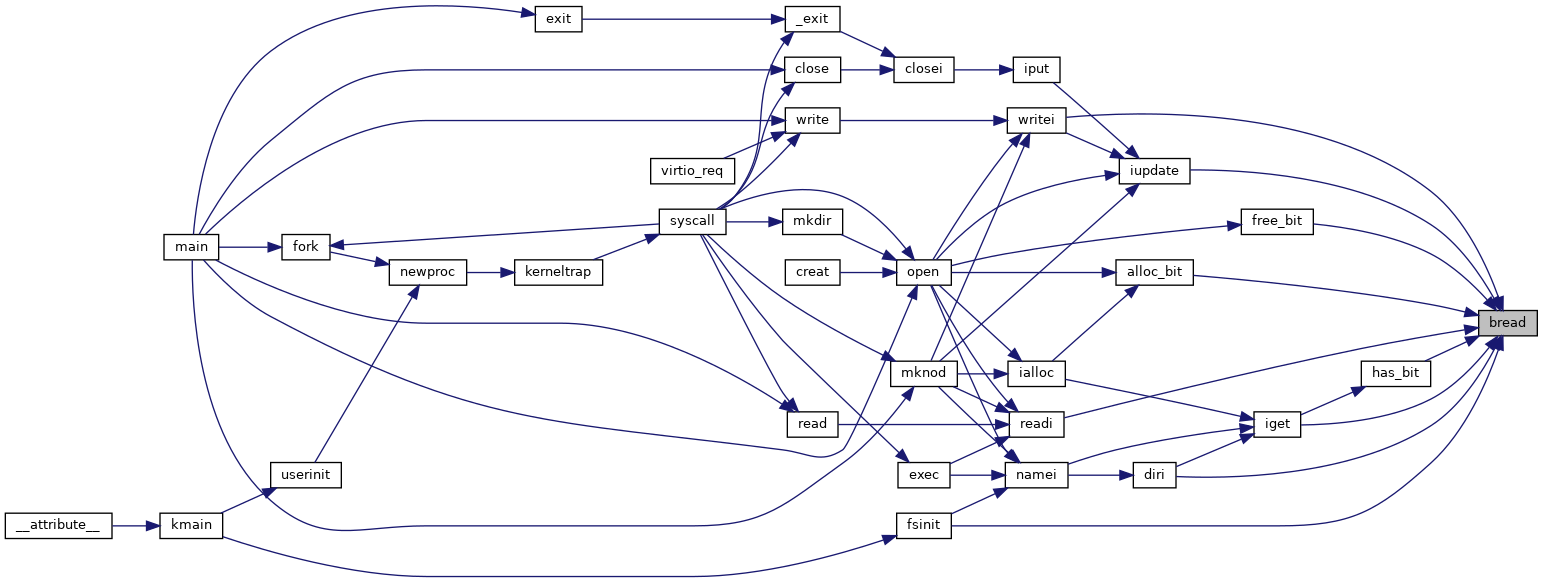 exit
_exit
close
closei
iput
write
writei
virtio_req
iupdate
syscall
mkdir
free_bit
main
fork
newproc
kerneltrap
creat
open
alloc_bit
bread
mknod
ialloc
has_bit
read
readi
iget
userinit
exec
namei
diri
__attribute__
kmain
fsinit